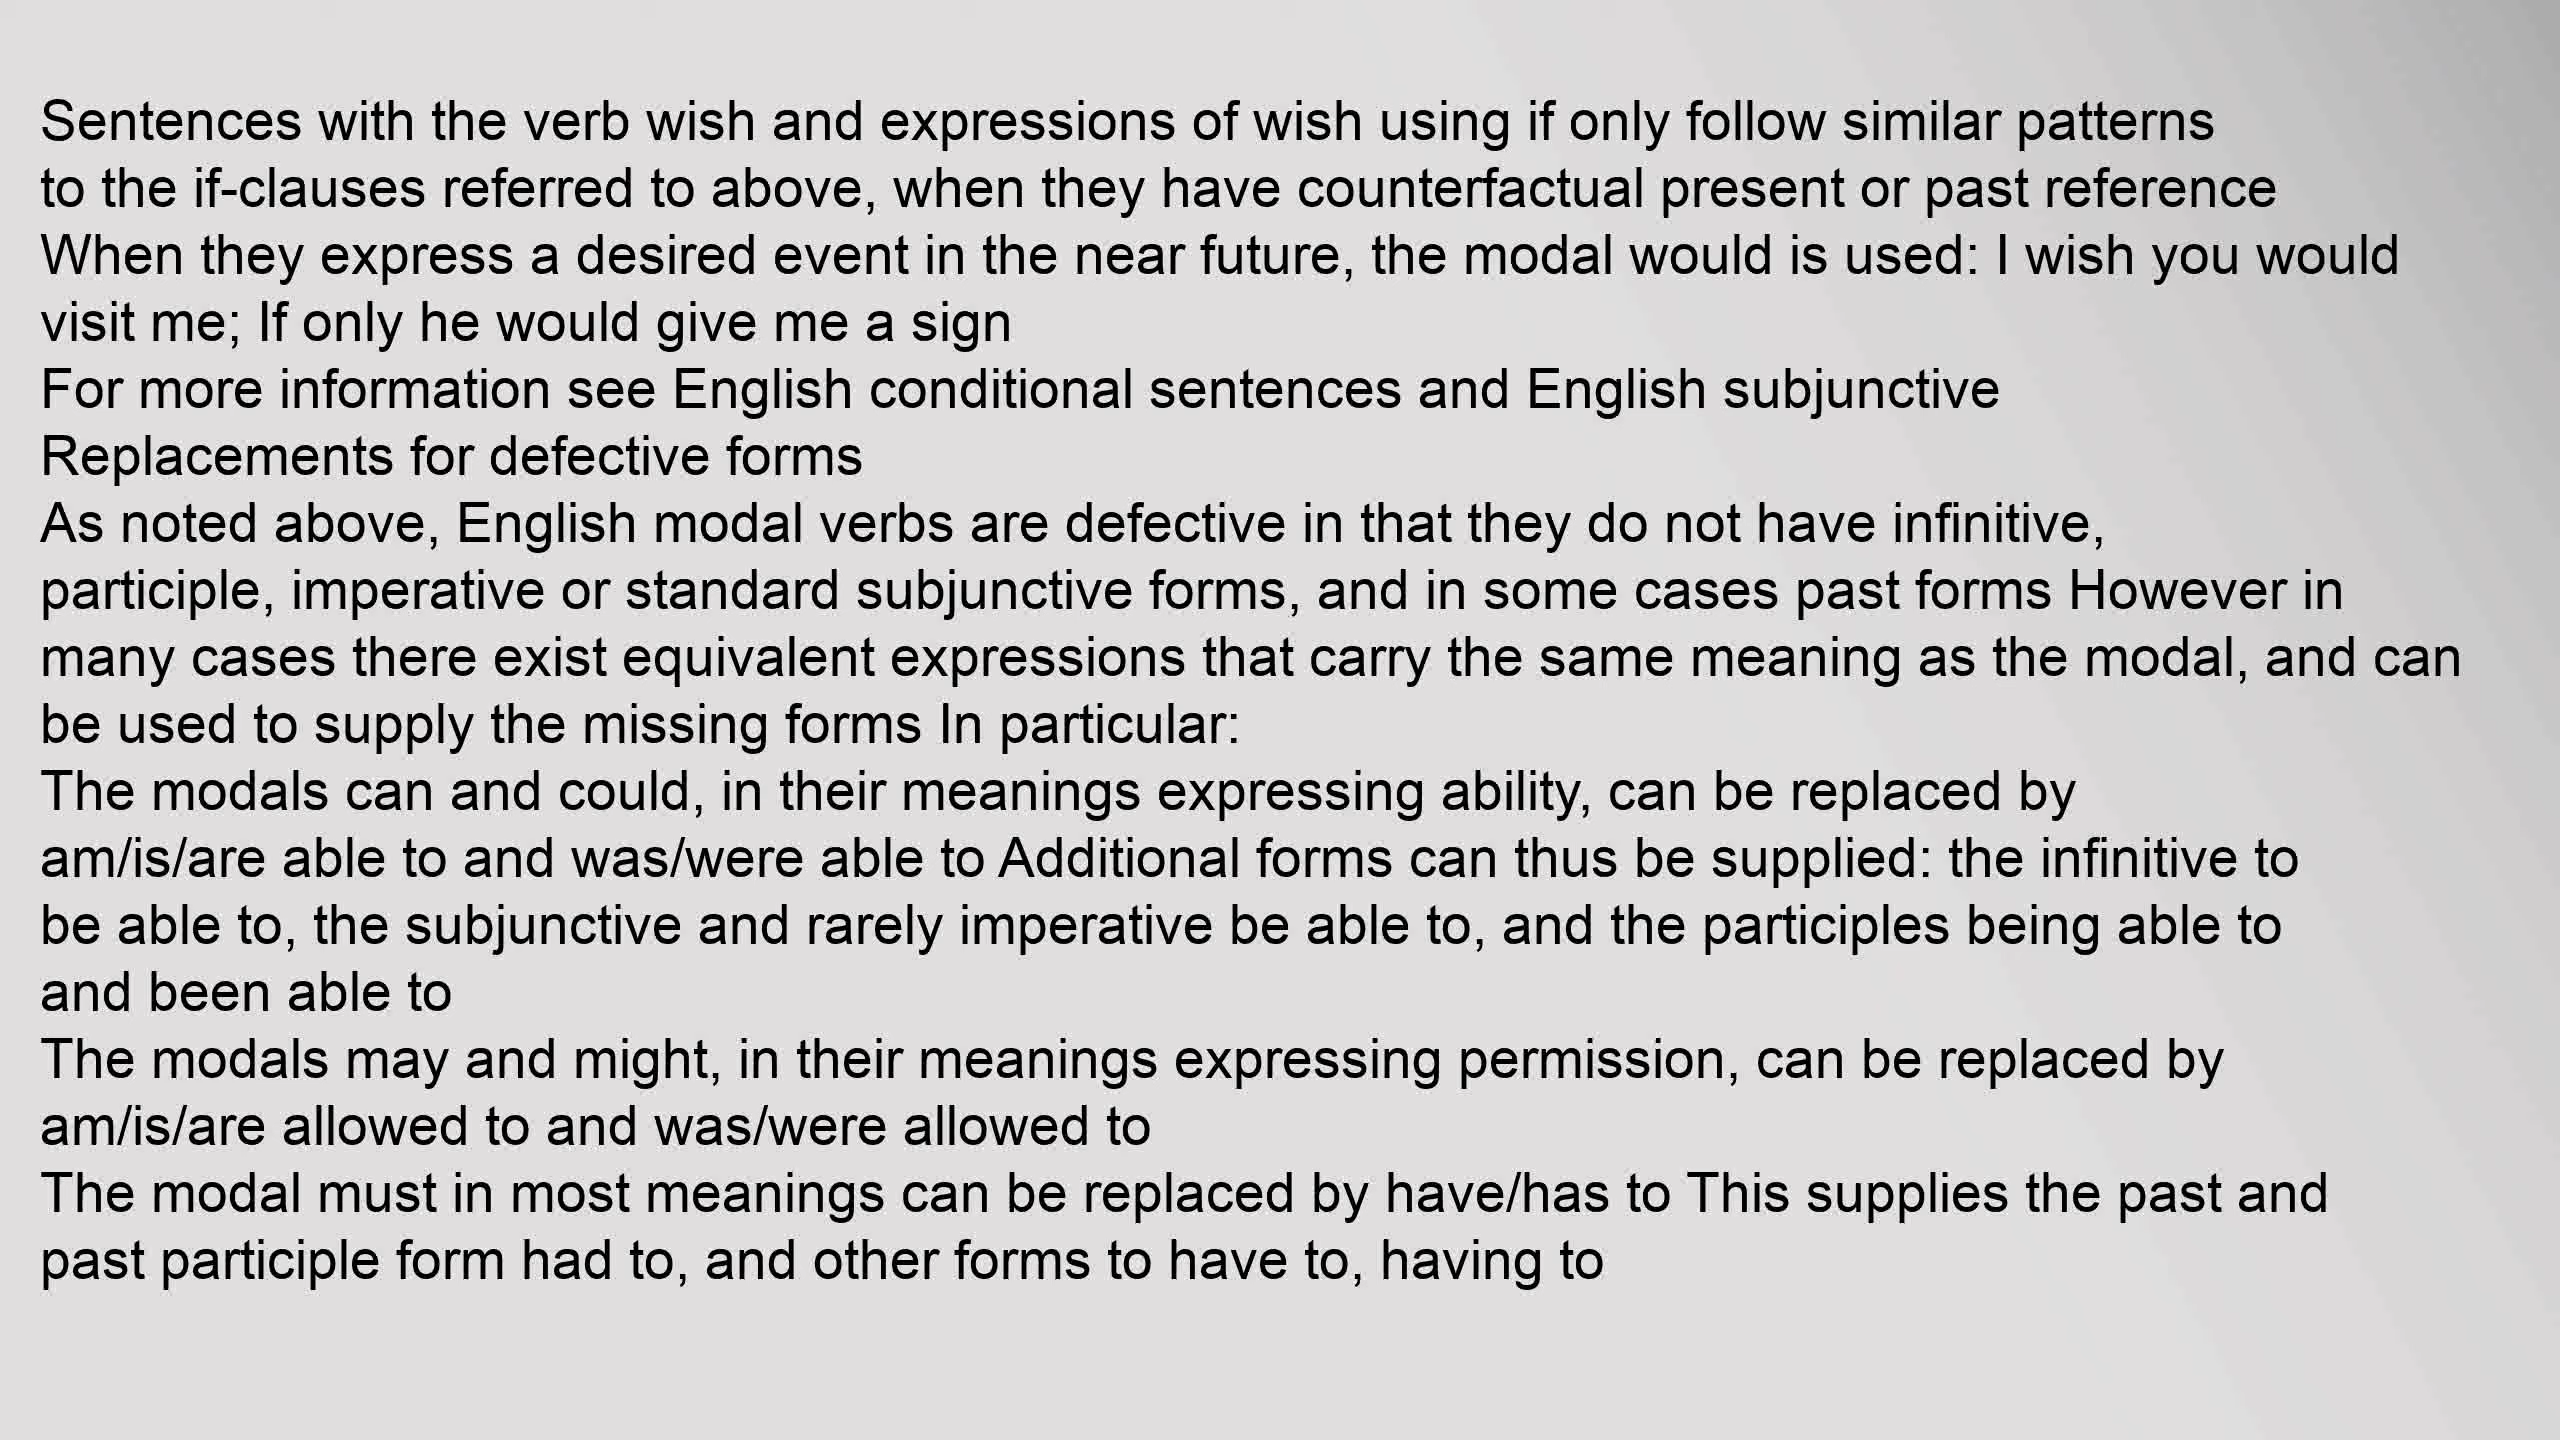 Sentences with the verb wish and expressions of wish using if only follow similar patterns
to the if-clauses referred to above, when they have counterfactual present or past reference
When they express a desired event in the near future, the modal would is used: I wish you would
visit me; If only he would give me a sign
For more information see English conditional sentences and English subjunctive
Replacements for defective forms
As noted above, English modal verbs are defective in that they do not have infinitive,
participle, imperative or standard subjunctive forms, and in some cases past forms However in
many cases there exist equivalent expressions that carry the same meaning as the modal, and can
be used to supply the missing forms In particular:
The modals can and could, in their meanings expressing ability, can be replaced by
am/is/are able to and was/were able to Additional forms can thus be supplied: the infinitive to
be able to, the subjunctive and rarely imperative be able to, and the participles being able to
and been able to
The modals may and might, in their meanings expressing permission, can be replaced by
am/is/are allowed to and was/were allowed to
The modal must in most meanings can be replaced by have/has to This supplies the past and
past participle form had to, and other forms to have to, having to